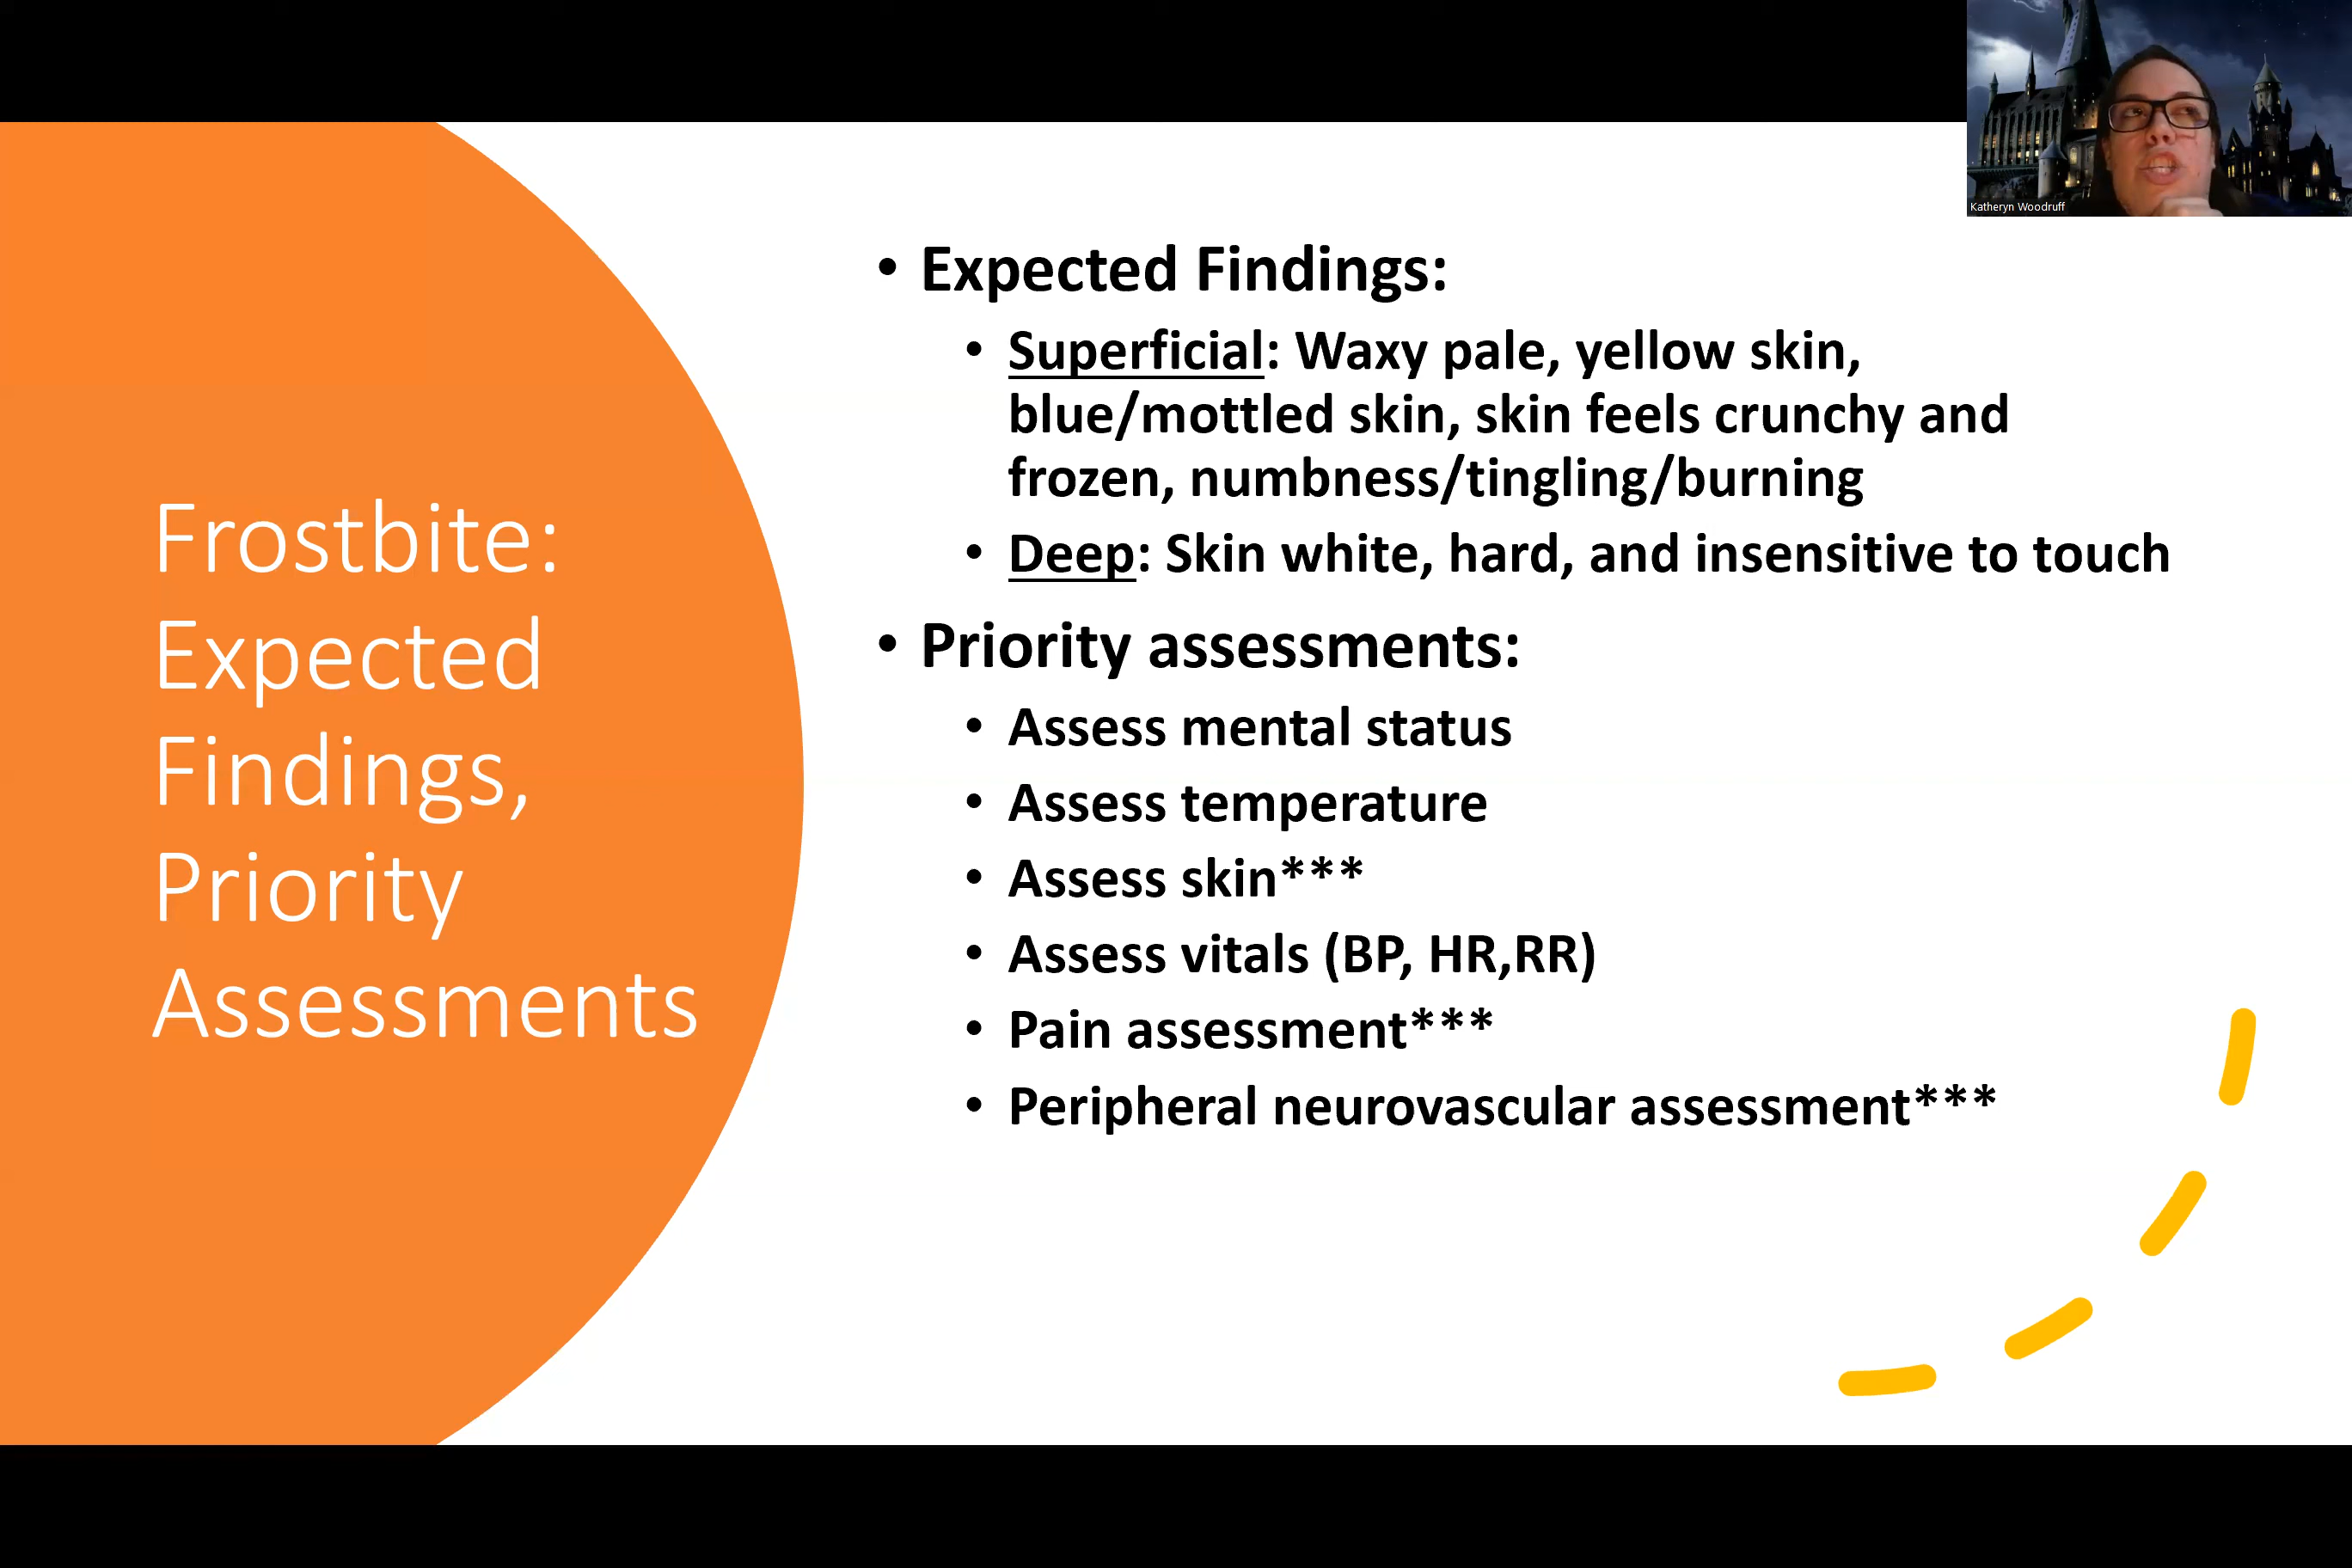 Katheryn Woodruff
Frostbite:
Expected
Findings,
Priority
Assessments
• Expected Findings:
• Superficial: Waxy pale, yellow skin,
blue/mottled skin, skin feels crunchy and
frozen, numbness/tingling/burning
• Deep: Skin white, hard, and insensitive to touch
• Priority assessments:
• Assess mental status
• Assess temperature
• Assess skin***
• Assess vitals (BP, HR,RR)
• Pain assessment***
• Peripheral neurovascular assessment***